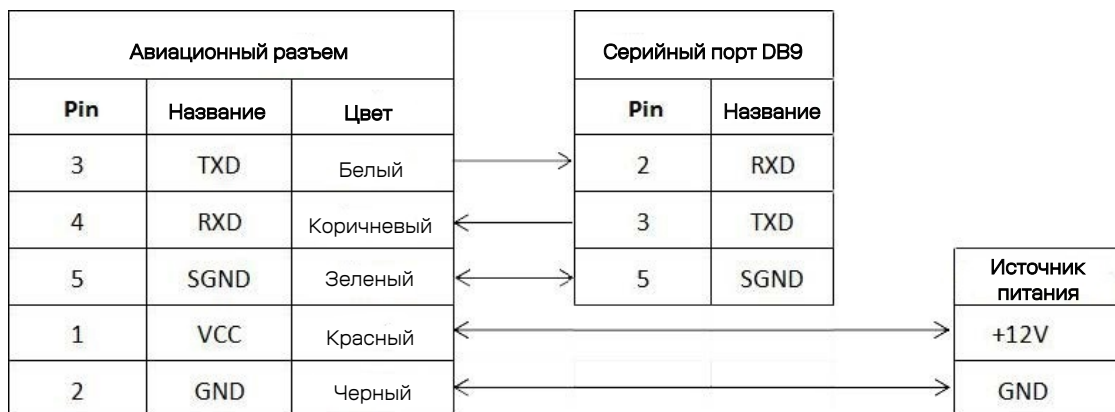 Авиационный разъем
Серийный порт DB9
Pin Название Цвет
Pin Название
3 TXD Белый
2 RXD
4 RXD Коричневый
3 TXD
5 SGND Зеленый
5 SGND
Источник
питания
1 VCC Красный
+12V
2 GND Черный
GND